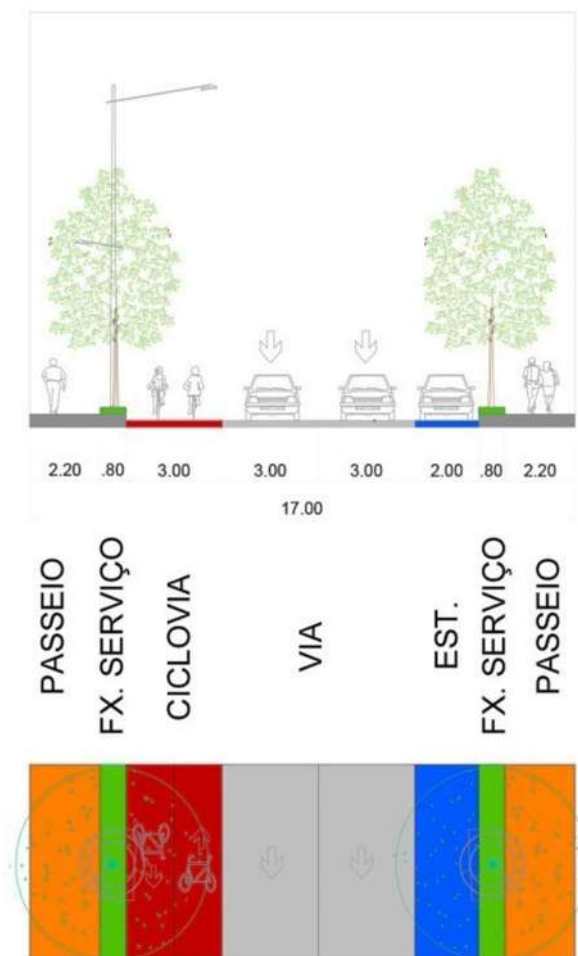 2.20 .80 3.00 3.00 3.00 2.00 .80 2.20
17.00
PASSEIO
FX. SERVIÇO
CICLOVIA
VIA
EST.
FX. SERVIÇO
PASSEIO